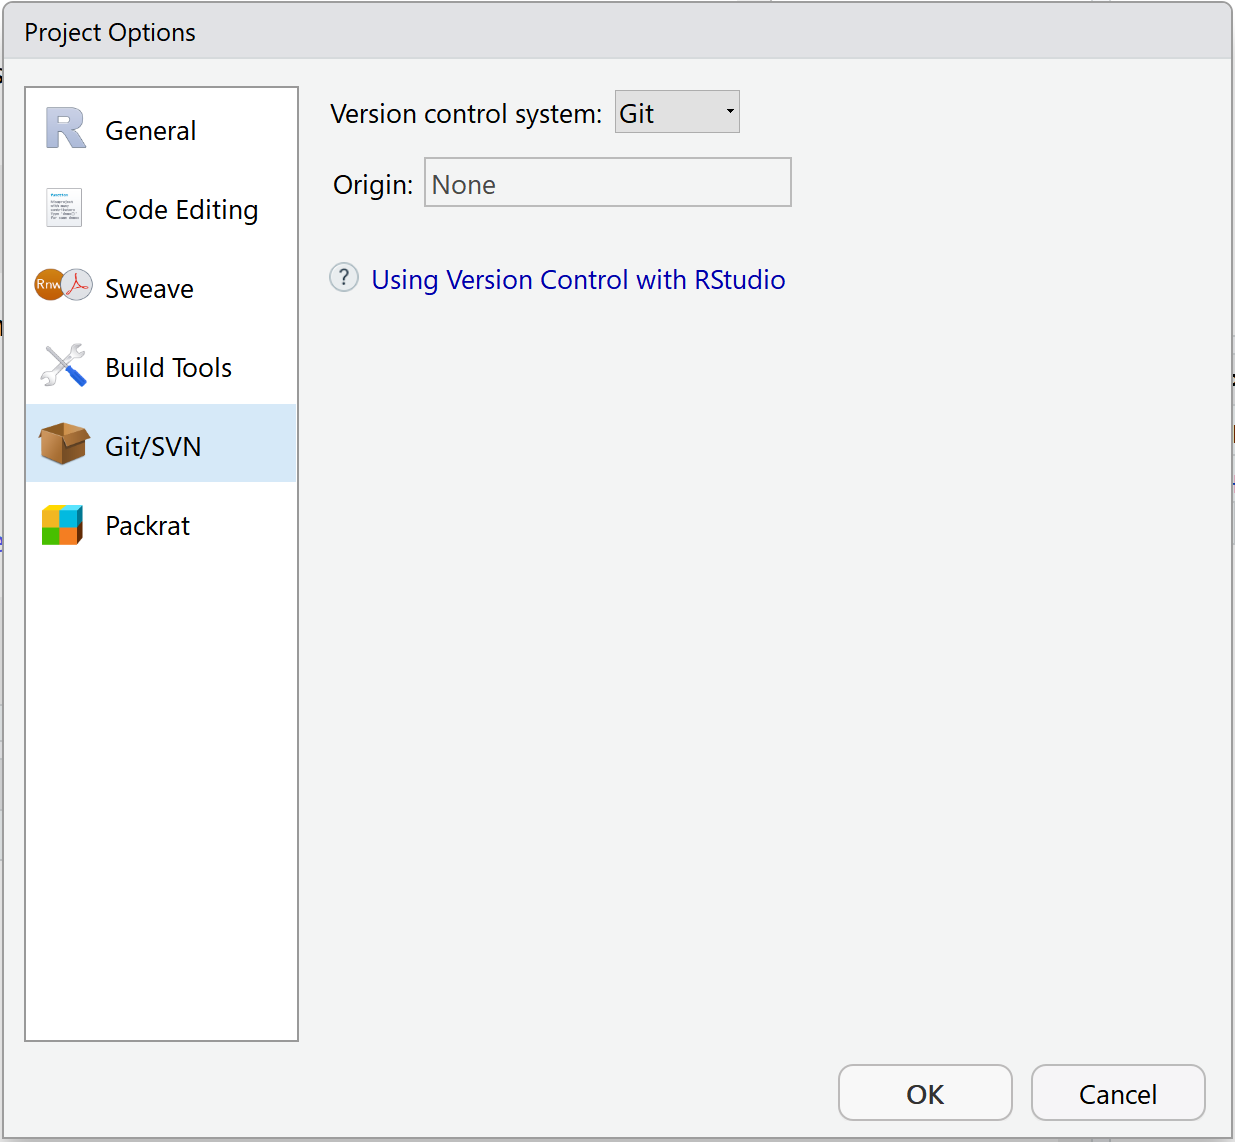 Project Options
General
Code Editing
Rnw
Sweave
Build Tools
Git/SVN
Packrat
Version control system: Git
Origin: None
? Using Version Control with RStudio
OK
Cancel